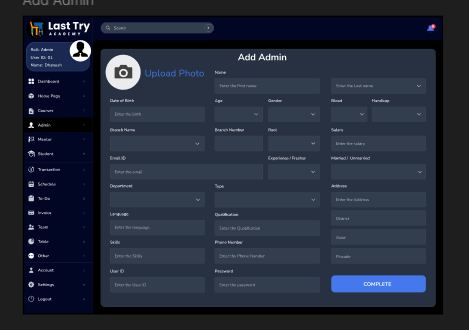 Add Admin
Last Try
ACADEMY
Search
Role: Admin
User ID: 01
Name: Dhanush
Dashboard
Home Page
Courses
Admin
Mentor
Student
Transaction
Schedule
To-Do
Invoice
Team
Table
Other
Account
Settings
Logout
Add Admin
Upload Photo
Name
Enter the First name
Enter the Last name
Date of Birth
Age
Gender
Blood
Handicap
Enter the birth
Branch Name
Branch Number
Rank
Salary
Enter the salary
Email ID
Experience / Fresher
Married / Unmarried
Enter the email
Department
Type
Address
Enter the Address
Language
Qualification
District
Enter the language
Enter the Qualification
State
Skills
Phone Number
Enter the Skills
Enter the Phone Number
Pincode
User ID
Password
Enter the User ID
Enter the password
COMPLETE